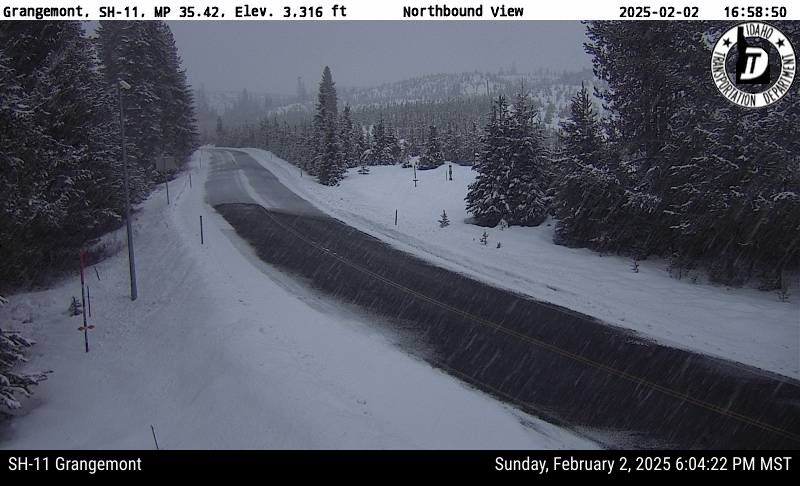 Grangemont, SH-11, MP 35.42, Elev. 3,316 ft Northbound View 2025-02-02 16:58:50
IDAHO
TRANSPORTATION DEPARTMENT
SH-11 Grangemont Sunday, February 2, 2025 6:04:22 PM MST